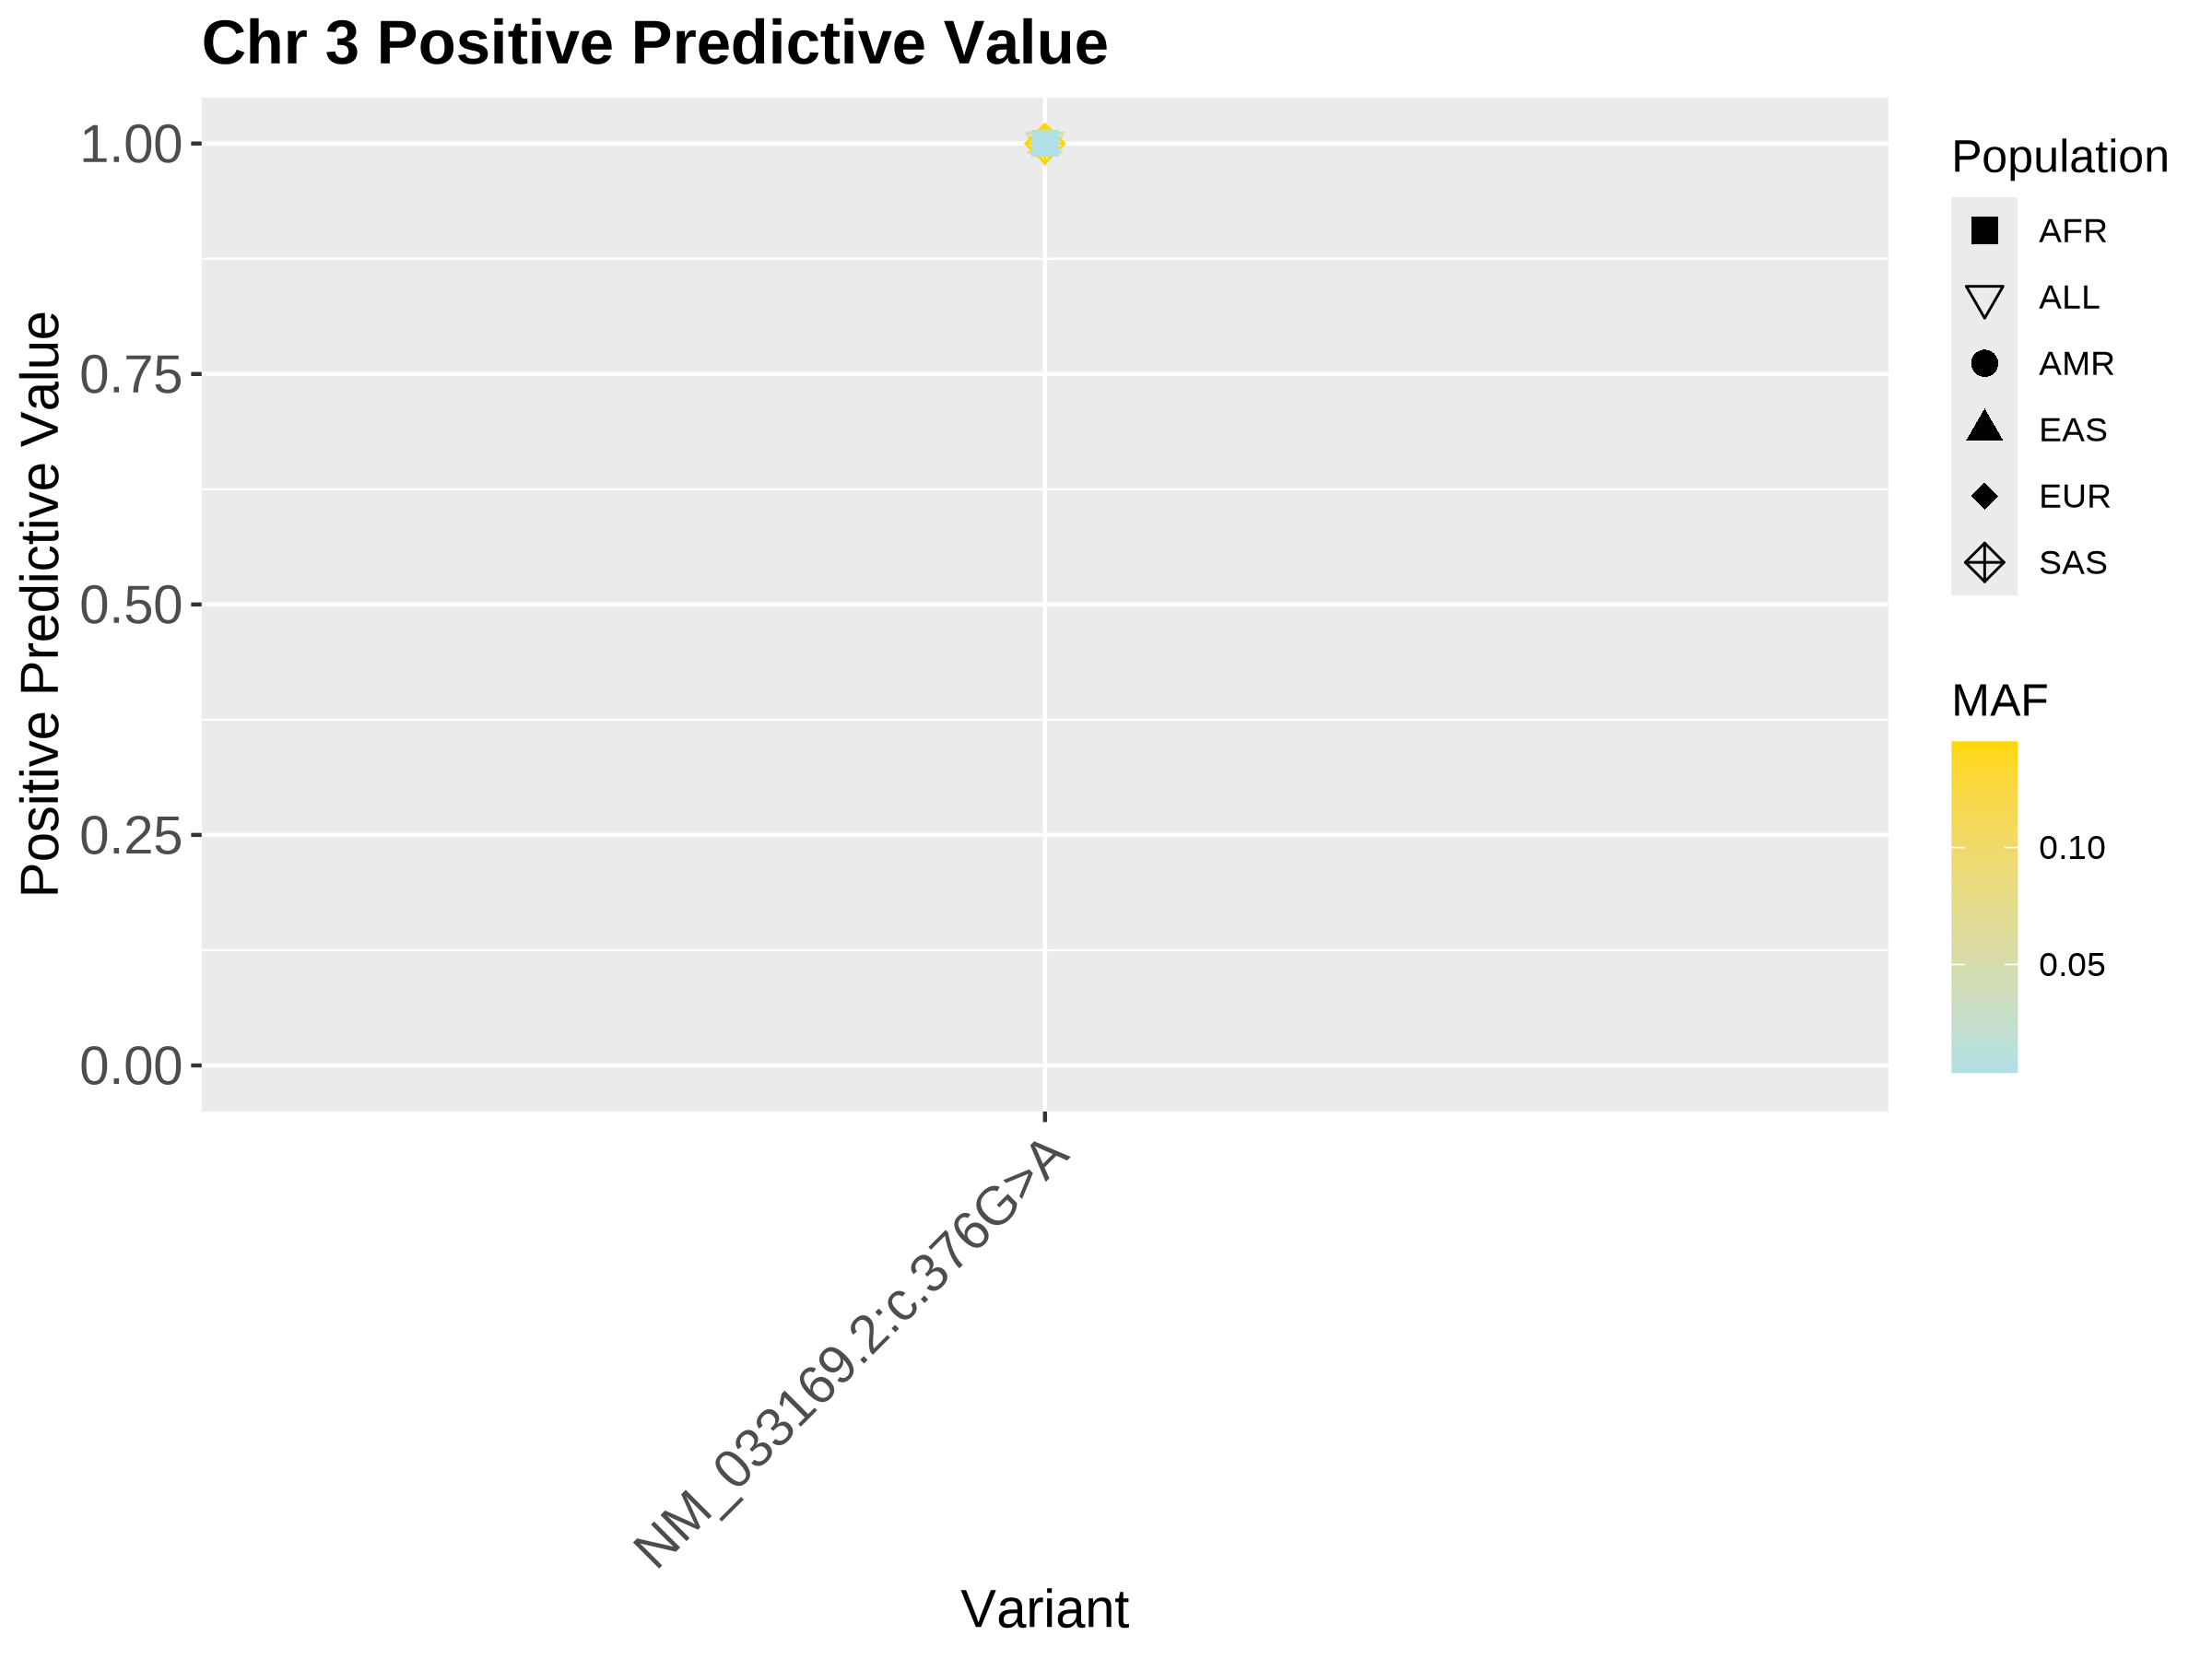 Chr 3 Positive Predictive Value
Positive Predictive Value
1.00
0.75
0.50
0.25
0.00
NM_033169.2:c.376G>A
Variant
Population
AFR
ALL
AMR
EAS
EUR
SAS
MAF
0.10
0.05